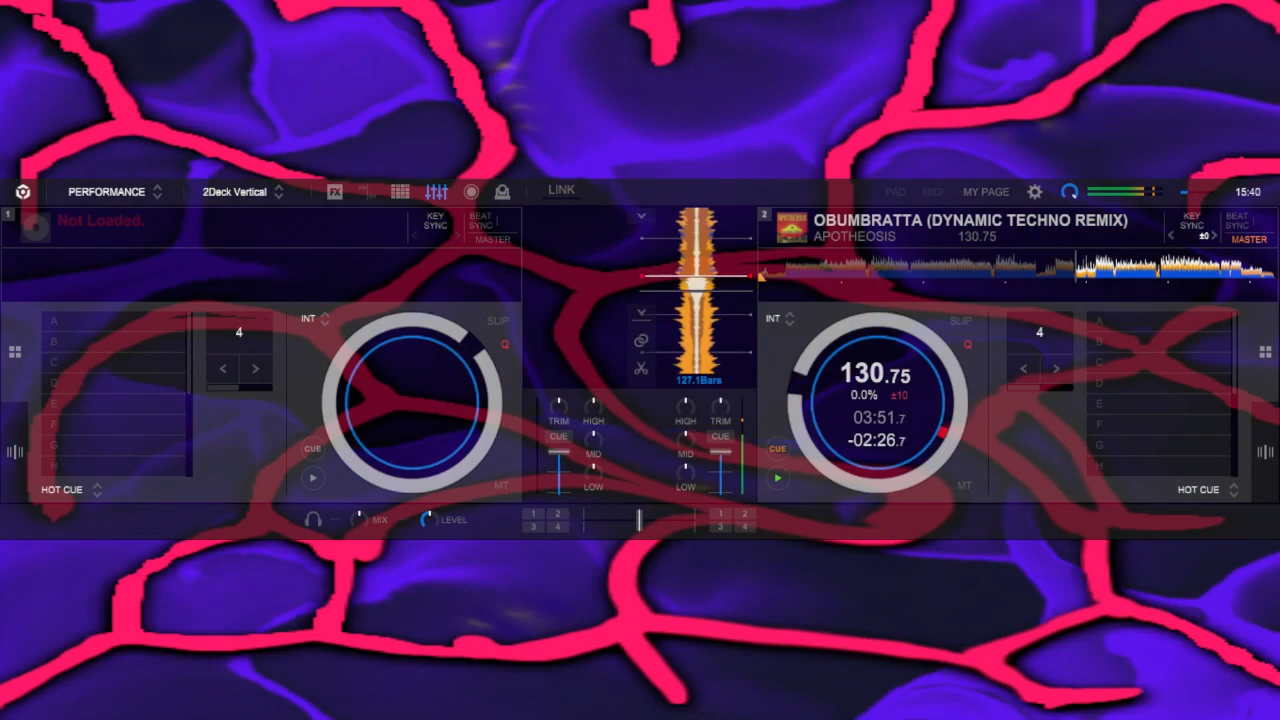 PERFORMANCE 2Deck Vertical FX LINK PAD MIDI MY PAGE 15:40
1 Not Loaded. KEY SYNC BEAT SYNC MASTER
2 OBUMBRATTA (DYNAMIC TECHNO REMIX) KEY SYNC BEAT SYNC
APOTHEOSIS 130.75 ±0 MASTER
A
B
C
D
E
F
G
H
4
INT
SLIP
Q
CUE
MT
HOT CUE
127.1Bars
TRIM HIGH HIGH TRIM
CUE CUE
MID MID
LOW LOW
INT
SLIP
Q
130.75
0.0% ±10
03:51.7
-02:26.7
CUE
MT
4
A
B
C
D
E
F
G
H
HOT CUE
MIX LEVEL
1 2 1 2
3 4 3 4